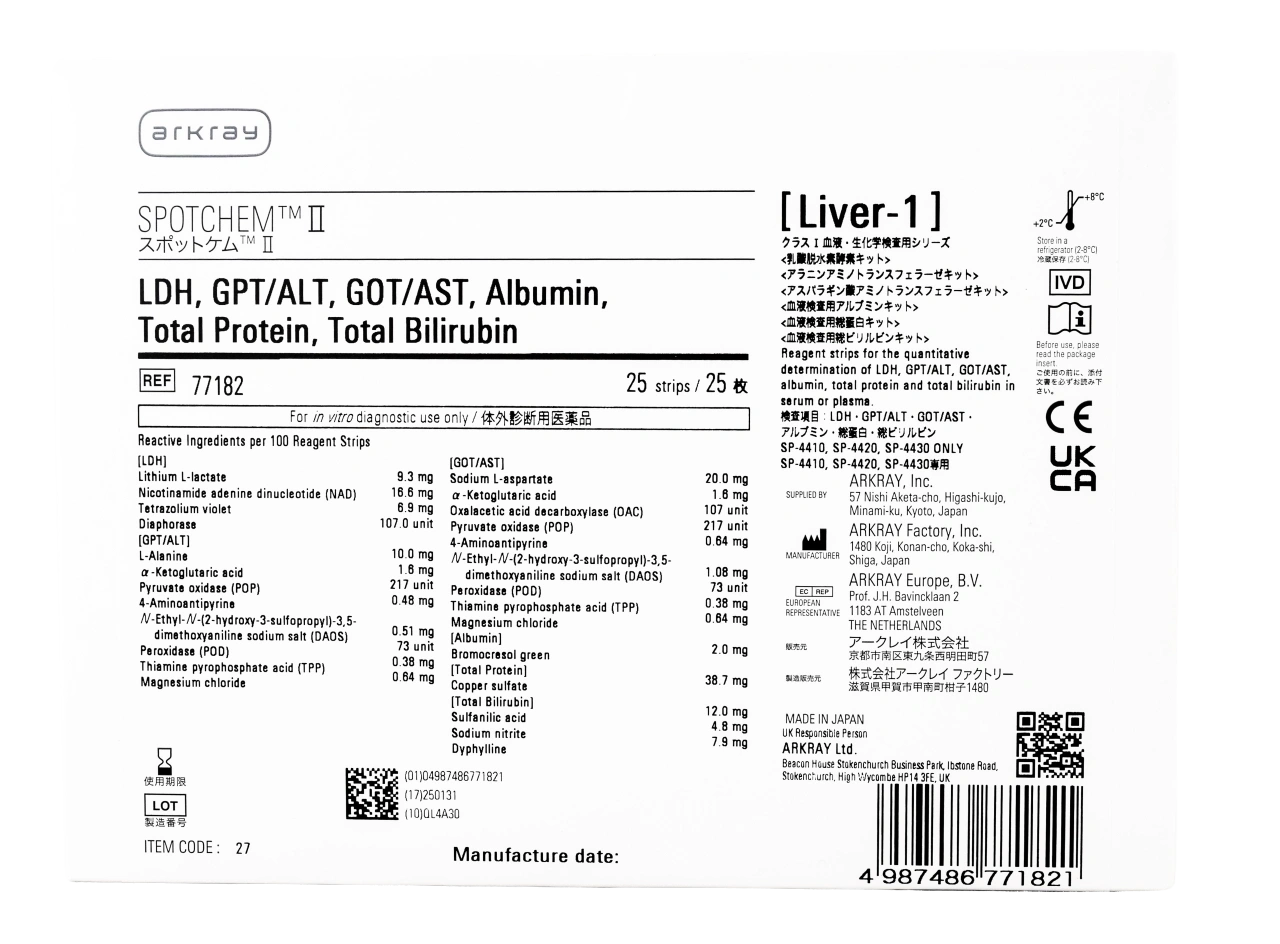 arkray
SPOTCHEM™ II
スポットケム™ II
LDH, GPT/ALT, GOT/AST, Albumin,
Total Protein, Total Bilirubin
REF 77182
25 strips / 25 枚
For in vitro diagnostic use only / 体外診断用医薬品
Reactive Ingredients per 100 Reagent Strips
[LDH]
Lithium L-lactate 9.3 mg
Nicotinamide adenine dinucleotide (NAD) 16.6 mg
Tetrazolium violet 6.9 mg
Diaphorase 107.0 unit
[GPT/ALT]
L-Alanine 10.0 mg
α-Ketoglutaric acid 1.6 mg
Pyruvate oxidase (POP) 217 unit
4-Aminoantipyrine 0.48 mg
N-Ethyl-N-(2-hydroxy-3-sulfopropyl)-3,5-
dimethoxyaniline sodium salt (DAOS) 0.51 mg
Peroxidase (POD) 73 unit
Thiamine pyrophosphate acid (TPP) 0.38 mg
Magnesium chloride 0.64 mg
[GOT/AST]
Sodium L-aspartate 20.0 mg
α-Ketoglutaric acid 1.6 mg
Oxalacetic acid decarboxylase (OAC) 107 unit
Pyruvate oxidase (POP) 217 unit
4-Aminoantipyrine 0.64 mg
N-Ethyl-N-(2-hydroxy-3-sulfopropyl)-3,5-
dimethoxyaniline sodium salt (DAOS) 1.08 mg
Peroxidase (POD) 73 unit
Thiamine pyrophosphate acid (TPP) 0.38 mg
Magnesium chloride 0.64 mg
[Albumin]
Bromocresol green 2.0 mg
[Total Protein]
Copper sulfate 38.7 mg
[Total Bilirubin]
Sulfanilic acid 12.0 mg
Sodium nitrite 4.8 mg
Dyphylline 7.9 mg
使用期限
LOT
製造番号
ITEM CODE : 27
(01)04987486771821
(17)250131
(10)QL4A30
Manufacture date:
[Liver-1]
クラス I 血液・生化学検査用シリーズ
<乳酸脱水素酵素キット>
<アラニンアミノトランスフェラーゼキット>
<アスパラギン酸アミノトランスフェラーゼキット>
<血液検査用アルブミンキット>
<血液検査用総蛋白キット>
<血液検査用総ビリルビンキット>
Reagent strips for the quantitative
determination of LDH, GPT/ALT, GOT/AST,
albumin, total protein and total bilirubin in
serum or plasma.
検査項目：LDH・GPT/ALT・GOT/AST・
アルブミン・総蛋白・総ビリルビン
SP-4410, SP-4420, SP-4430 ONLY
SP-4410, SP-4420, SP-4430専用
SUPPLIED BY
ARKRAY, Inc.
57 Nishi Aketa-cho, Higashi-kujo,
Minami-ku, Kyoto, Japan
MANUFACTURER
ARKRAY Factory, Inc.
1480 Koji, Konan-cho, Koka-shi,
Shiga, Japan
EC REP
EUROPEAN
REPRESENTATIVE
ARKRAY Europe, B.V.
Prof. J.H. Bavincklaan 2
1183 AT Amstelveen
THE NETHERLANDS
販売元
アークレイ株式会社
京都市南区東九条西明田町57
製造販売元
株式会社アークレイ ファクトリー
滋賀県甲賀市甲南町柑子1480
MADE IN JAPAN
UK Responsible Person
ARKRAY Ltd.
Beacon House Stokenchurch Business Park, Ibstone Road,
Stokenchurch, High Wycombe HP14 3FE, UK
4 987486 771821
+8°C
+2°C
Store in a
refrigerator (2-8°C)
冷蔵保存 (2-8°C)
IVD
Before use, please
read the package
insert.
ご使用の前に、添付
文書を必ずお読み下
さい。
CE
UK
CA